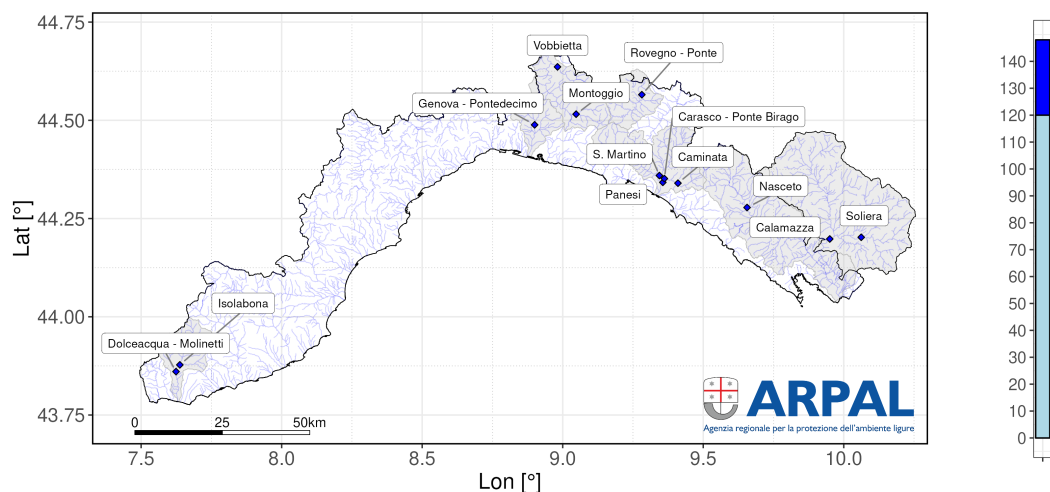 44.75
44.50
44.25
44.00
43.75
Lat [°]
Vobbietta
Rovegno - Ponte
Montoggio
Genova - Pontedecimo
Carasco - Ponte Birago
S. Martino
Caminata
Panesi
Nasceto
Calamazza
Soliera
Isolabona
Dolceacqua - Molinetti
0 25 50km
ARPAL
Agenzia regionale per la protezione dell'ambiente ligure
7.5 8.0 8.5 9.0 9.5 10.0
Lon [°]
140
130
120
110
100
90
80
70
60
50
40
30
20
10
0